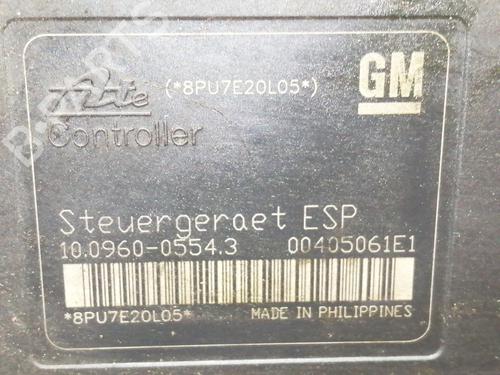 B-PARTS
Ate (*8PU7E20L05*) GM
Controller
Steuergeraet ESP
10.0960-0554.3 00405061E1
*8PU7E20L05* MADE IN PHILIPPINES